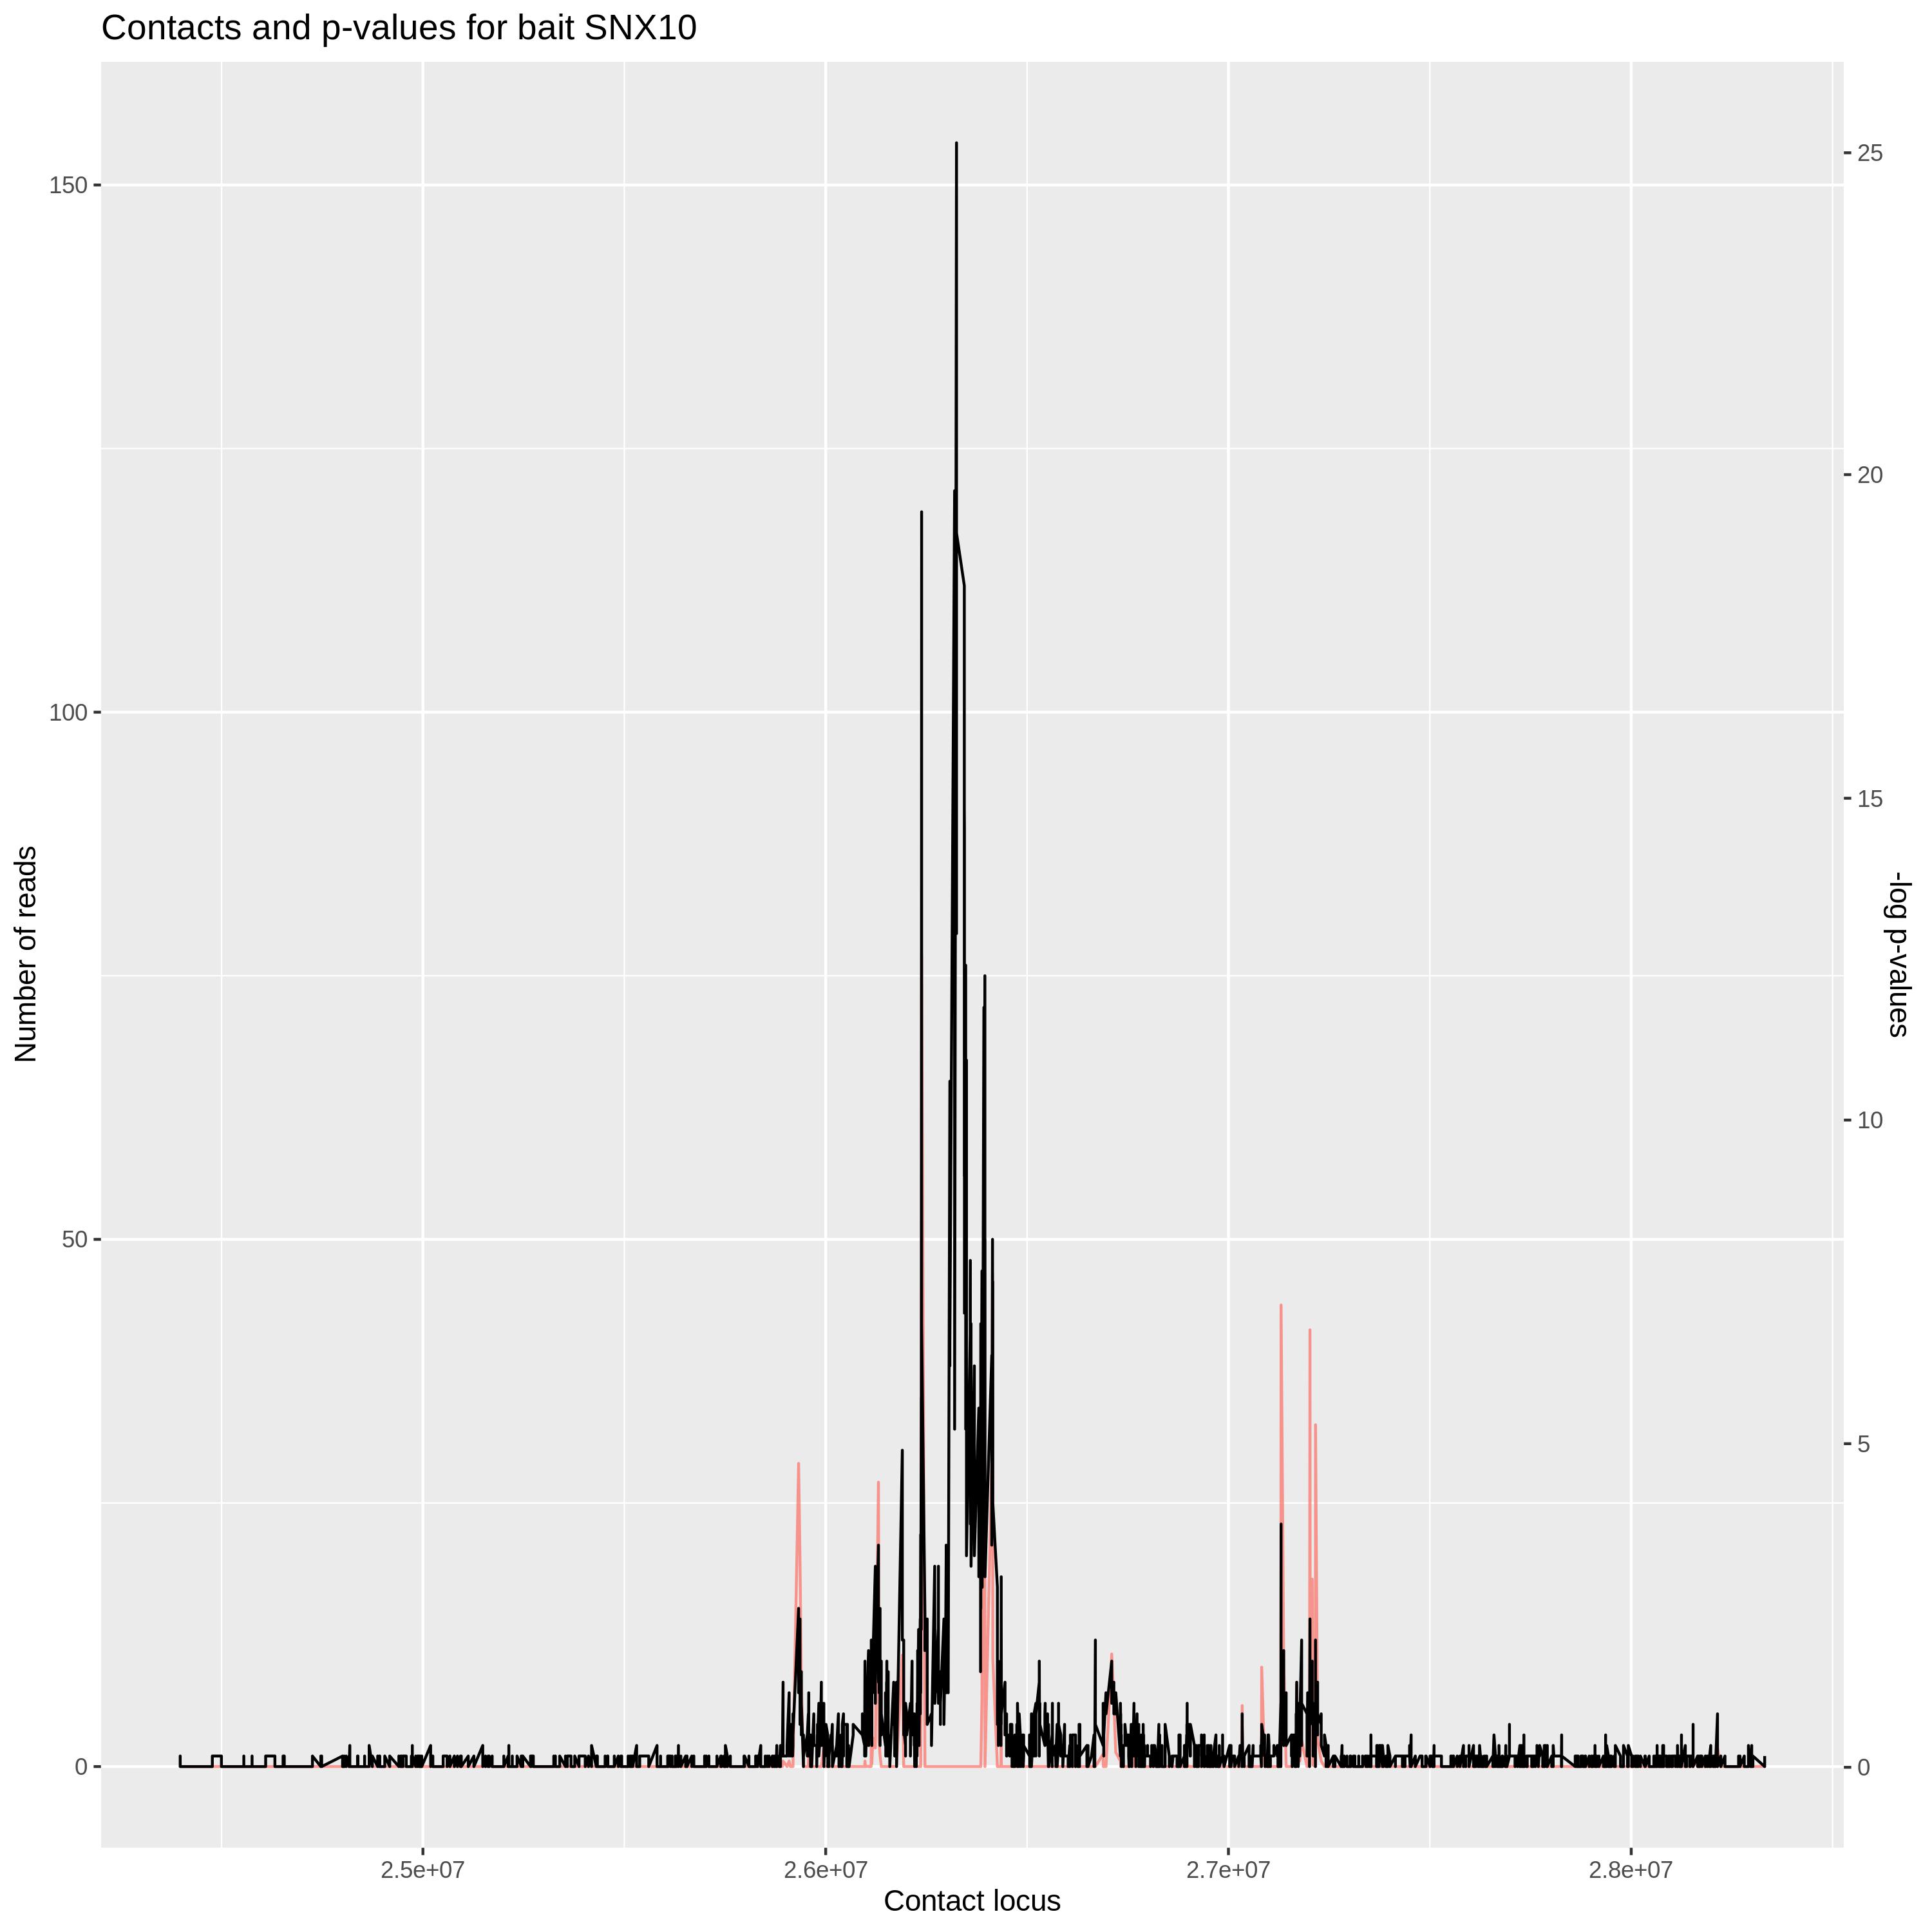 Contacts and p-values for bait SNX10
150
100
50
0
Number of reads
25
20
15
10
5
0
-log p-values
2.5e+07
2.6e+07
2.7e+07
2.8e+07
Contact locus